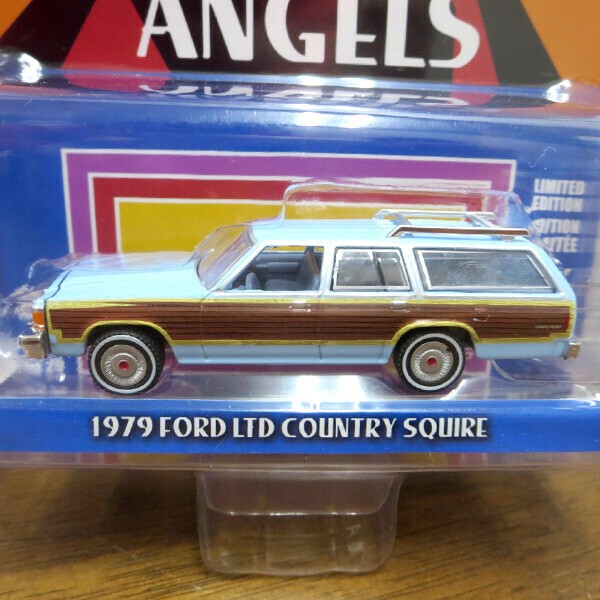 ANGELS
LIMITED
EDITION
1979 FORD LTD COUNTRY SQUIRE